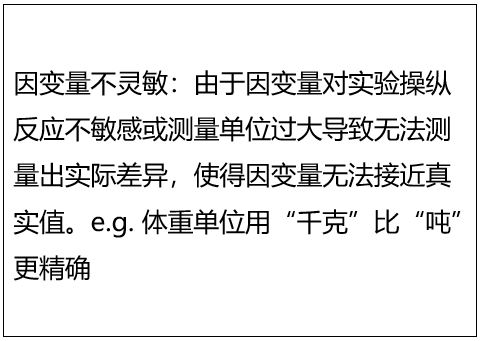 因变量不灵敏：由于因变量对实验操纵
反应不敏感或测量单位过大导致无法测
量出实际差异，使得因变量无法接近真
实值。e.g. 体重单位用“千克”比“吨”
更精确